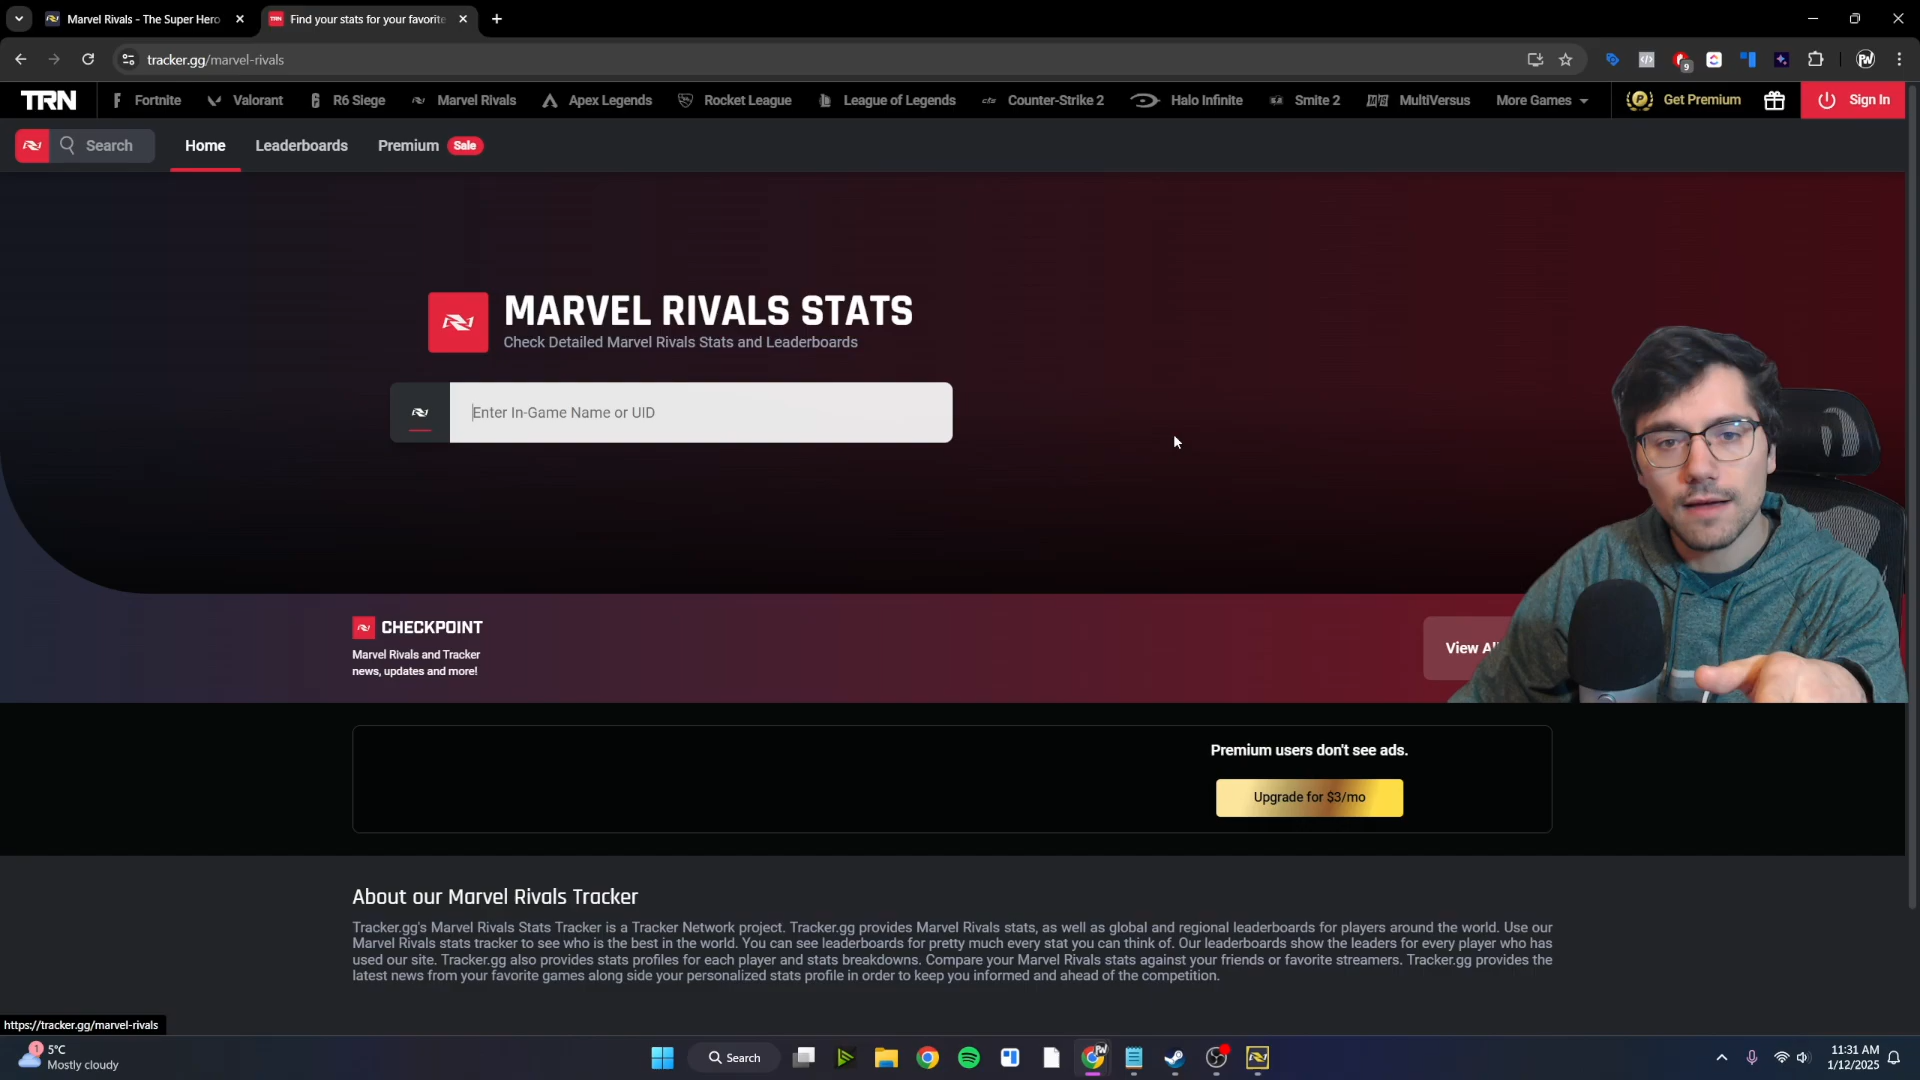 Marvel Rivals - The Super Hero
Find your stats for your favorite
tracker.gg/marvel-rivals
9
TRN
Fortnite
Valorant
R6 Siege
Marvel Rivals
Apex Legends
Rocket League
League of Legends
Counter-Strike 2
Halo Infinite
Smite 2
MultiVersus
More Games
Get Premium
Sign In
Search
Home
Leaderboards
Premium
Sale
MARVEL RIVALS STATS
Check Detailed Marvel Rivals Stats and Leaderboards
Enter In-Game Name or UID
CHECKPOINT
Marvel Rivals and Tracker
news, updates and more!
View All
Premium users don't see ads.
Upgrade for $3/mo
About our Marvel Rivals Tracker
Tracker.gg's Marvel Rivals Stats Tracker is a Tracker Network project. Tracker.gg provides Marvel Rivals stats, as well as global and regional leaderboards for players around the world. Use our
Marvel Rivals stats tracker to see who is the best in the world. You can see leaderboards for pretty much every stat you can think of. Our leaderboards show the leaders for every player who has
used our site. Tracker.gg also provides stats profiles for each player and stats breakdowns. Compare your Marvel Rivals stats against your friends or favorite streamers. Tracker.gg provides the
latest news from your favorite games along side your personalized stats profile in order to keep you informed and ahead of the competition.
https://tracker.gg/marvel-rivals
1
5°C
Mostly cloudy
Search
11:31 AM
1/12/2025